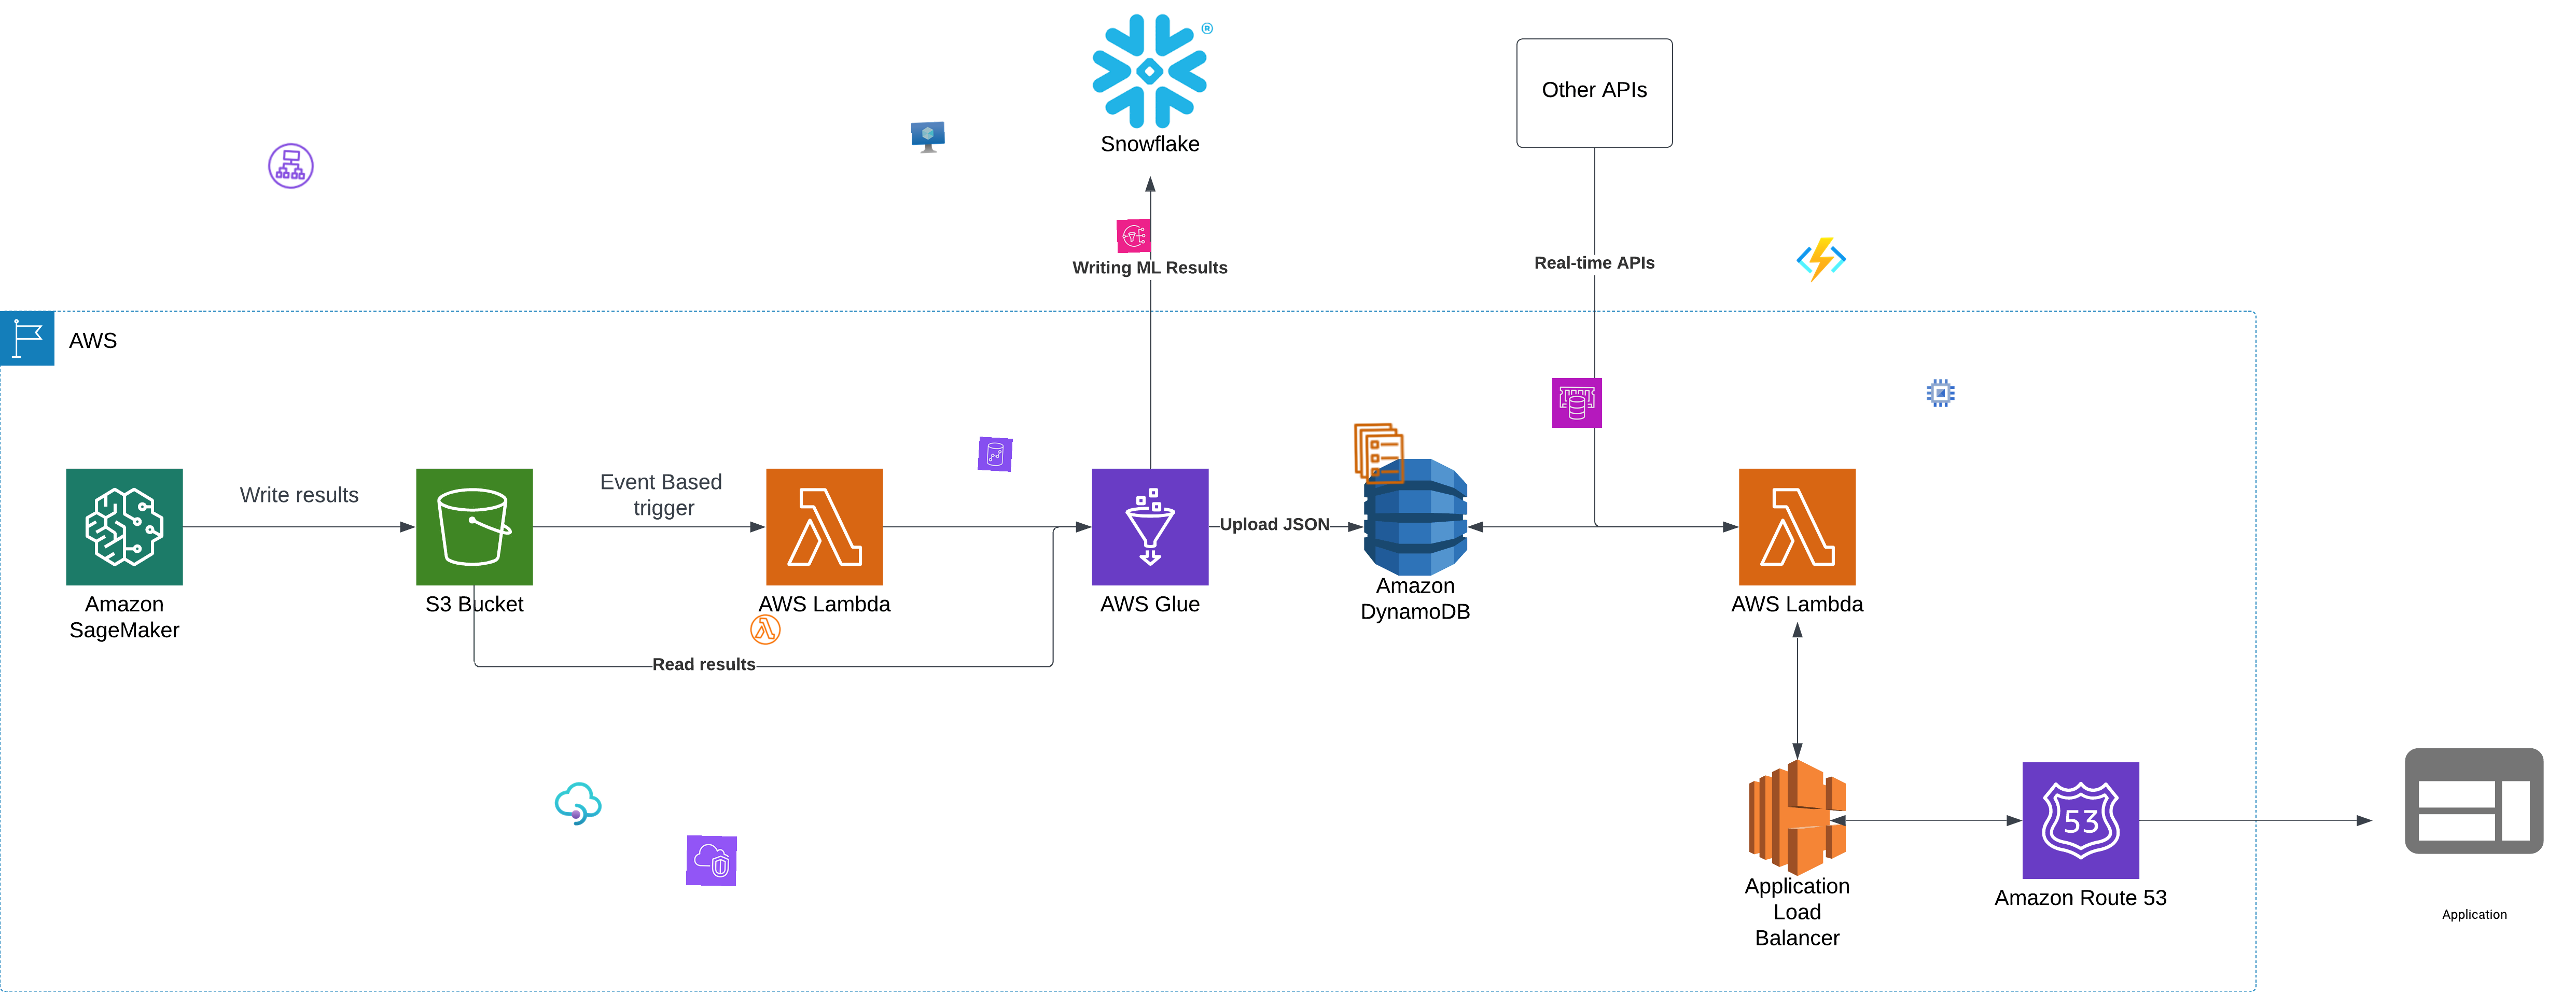 ®
Snowflake
Other APIs
Writing ML Results
Real-time APIs
AWS
Write results
Event Based
trigger
Upload JSON
Amazon
SageMaker
S3 Bucket
AWS Lambda
AWS Glue
Amazon
DynamoDB
AWS Lambda
Read results
53
Application
Load
Balancer
Amazon Route 53
Application